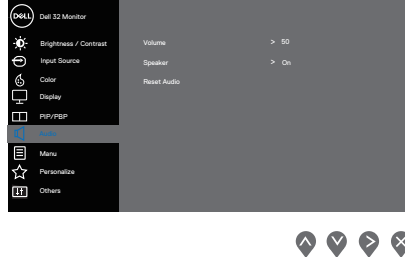 DELL
Dell 32 Monitor
Brightness / Contrast
Input Source
Color
Display
PIP/PBP
Audio
Manu
Personalize
Others
Volume > 50
Speaker > On
Reset Audio